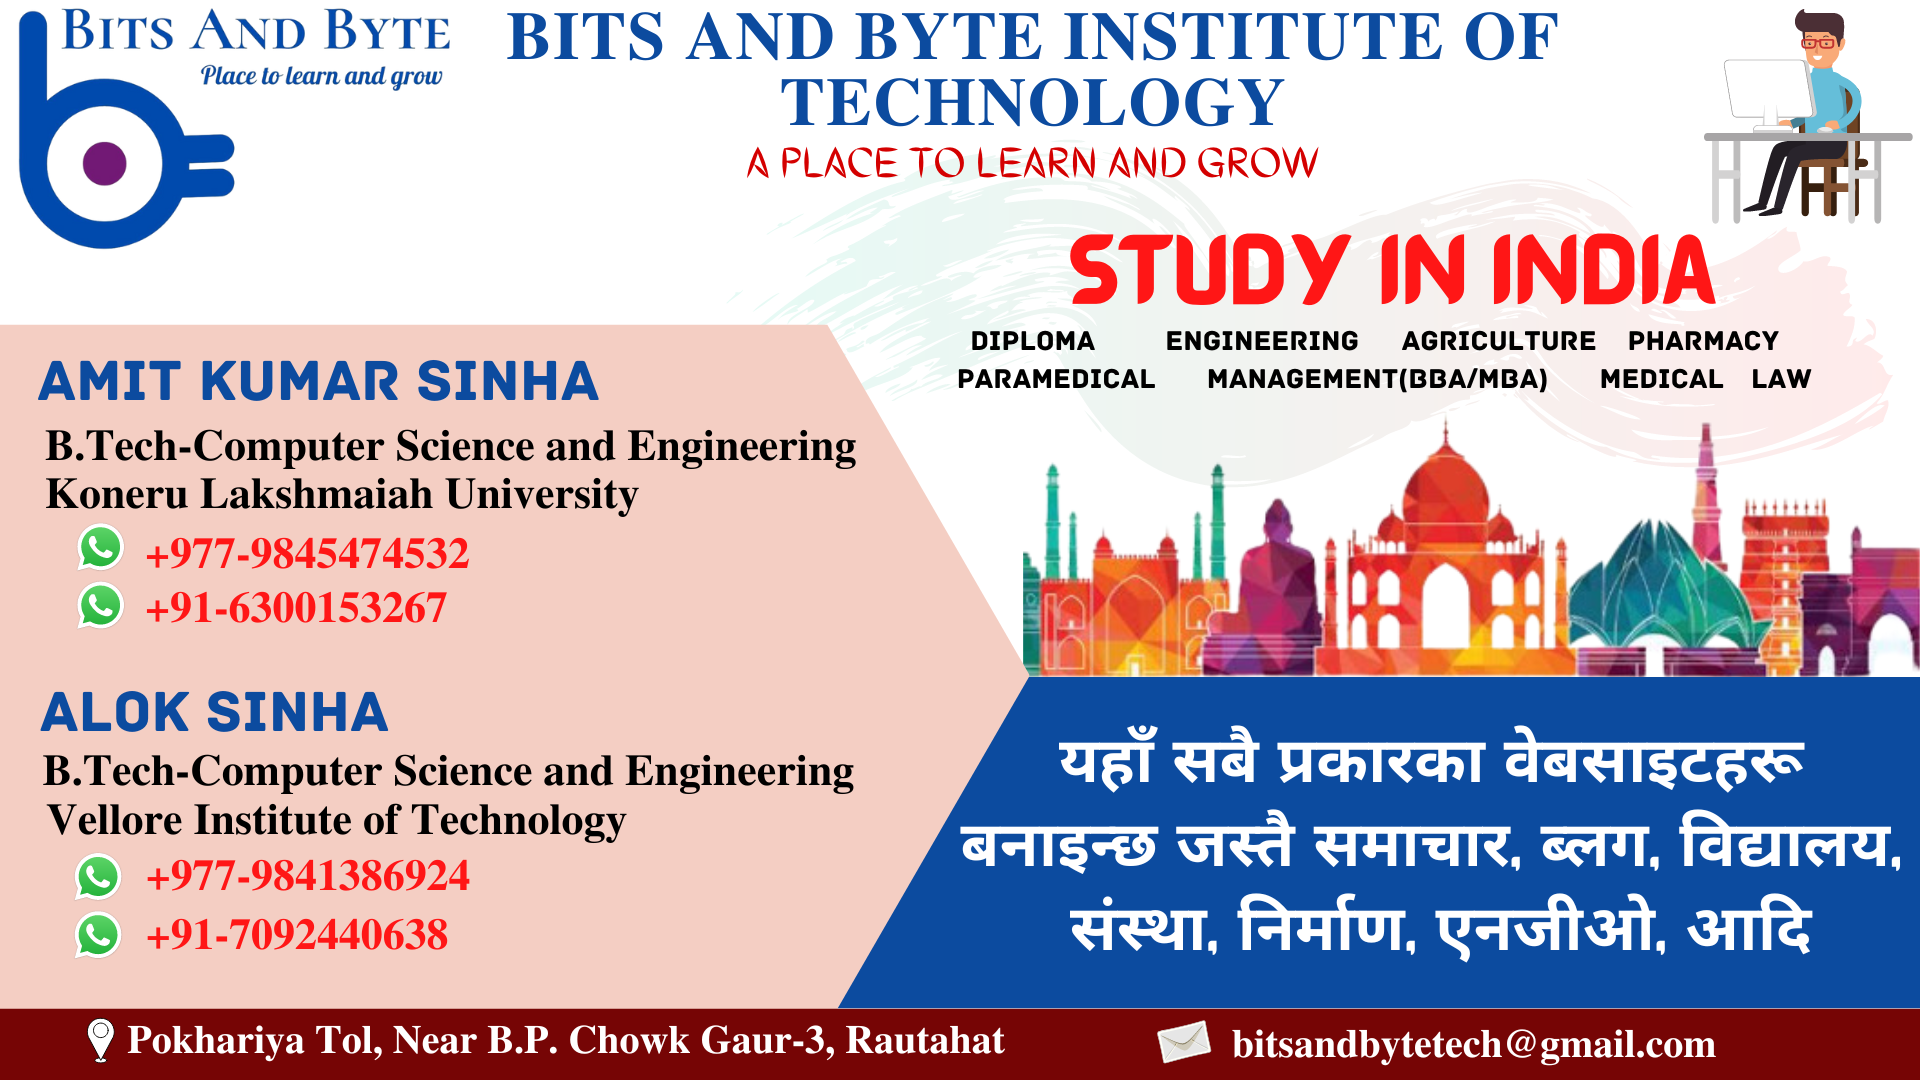 BITS AND BYTE
Place to learn and grow
BITS AND BYTE INSTITUTE OF
TECHNOLOGY
A PLACE TO LEARN AND GROW
STUDY IN INDIA
DIPLOMA ENGINEERING AGRICULTURE PHARMACY
PARAMEDICAL MANAGEMENT(BBA/MBA) MEDICAL LAW
AMIT KUMAR SINHA
B.Tech-Computer Science and Engineering
Koneru Lakshmaiah University
+977-9845474532
+91-6300153267
ALOK SINHA
B.Tech-Computer Science and Engineering
Vellore Institute of Technology
+977-9841386924
+91-7092440638
यहाँ सबै प्रकारका वेबसाइटहरू
बनाइन्छ जस्तै समाचार, ब्लग, विद्यालय,
संस्था, निर्माण, एनजीओ, आदि
Pokhariya Tol, Near B.P. Chowk Gaur-3, Rautahat
bitsandbytetech@gmail.com